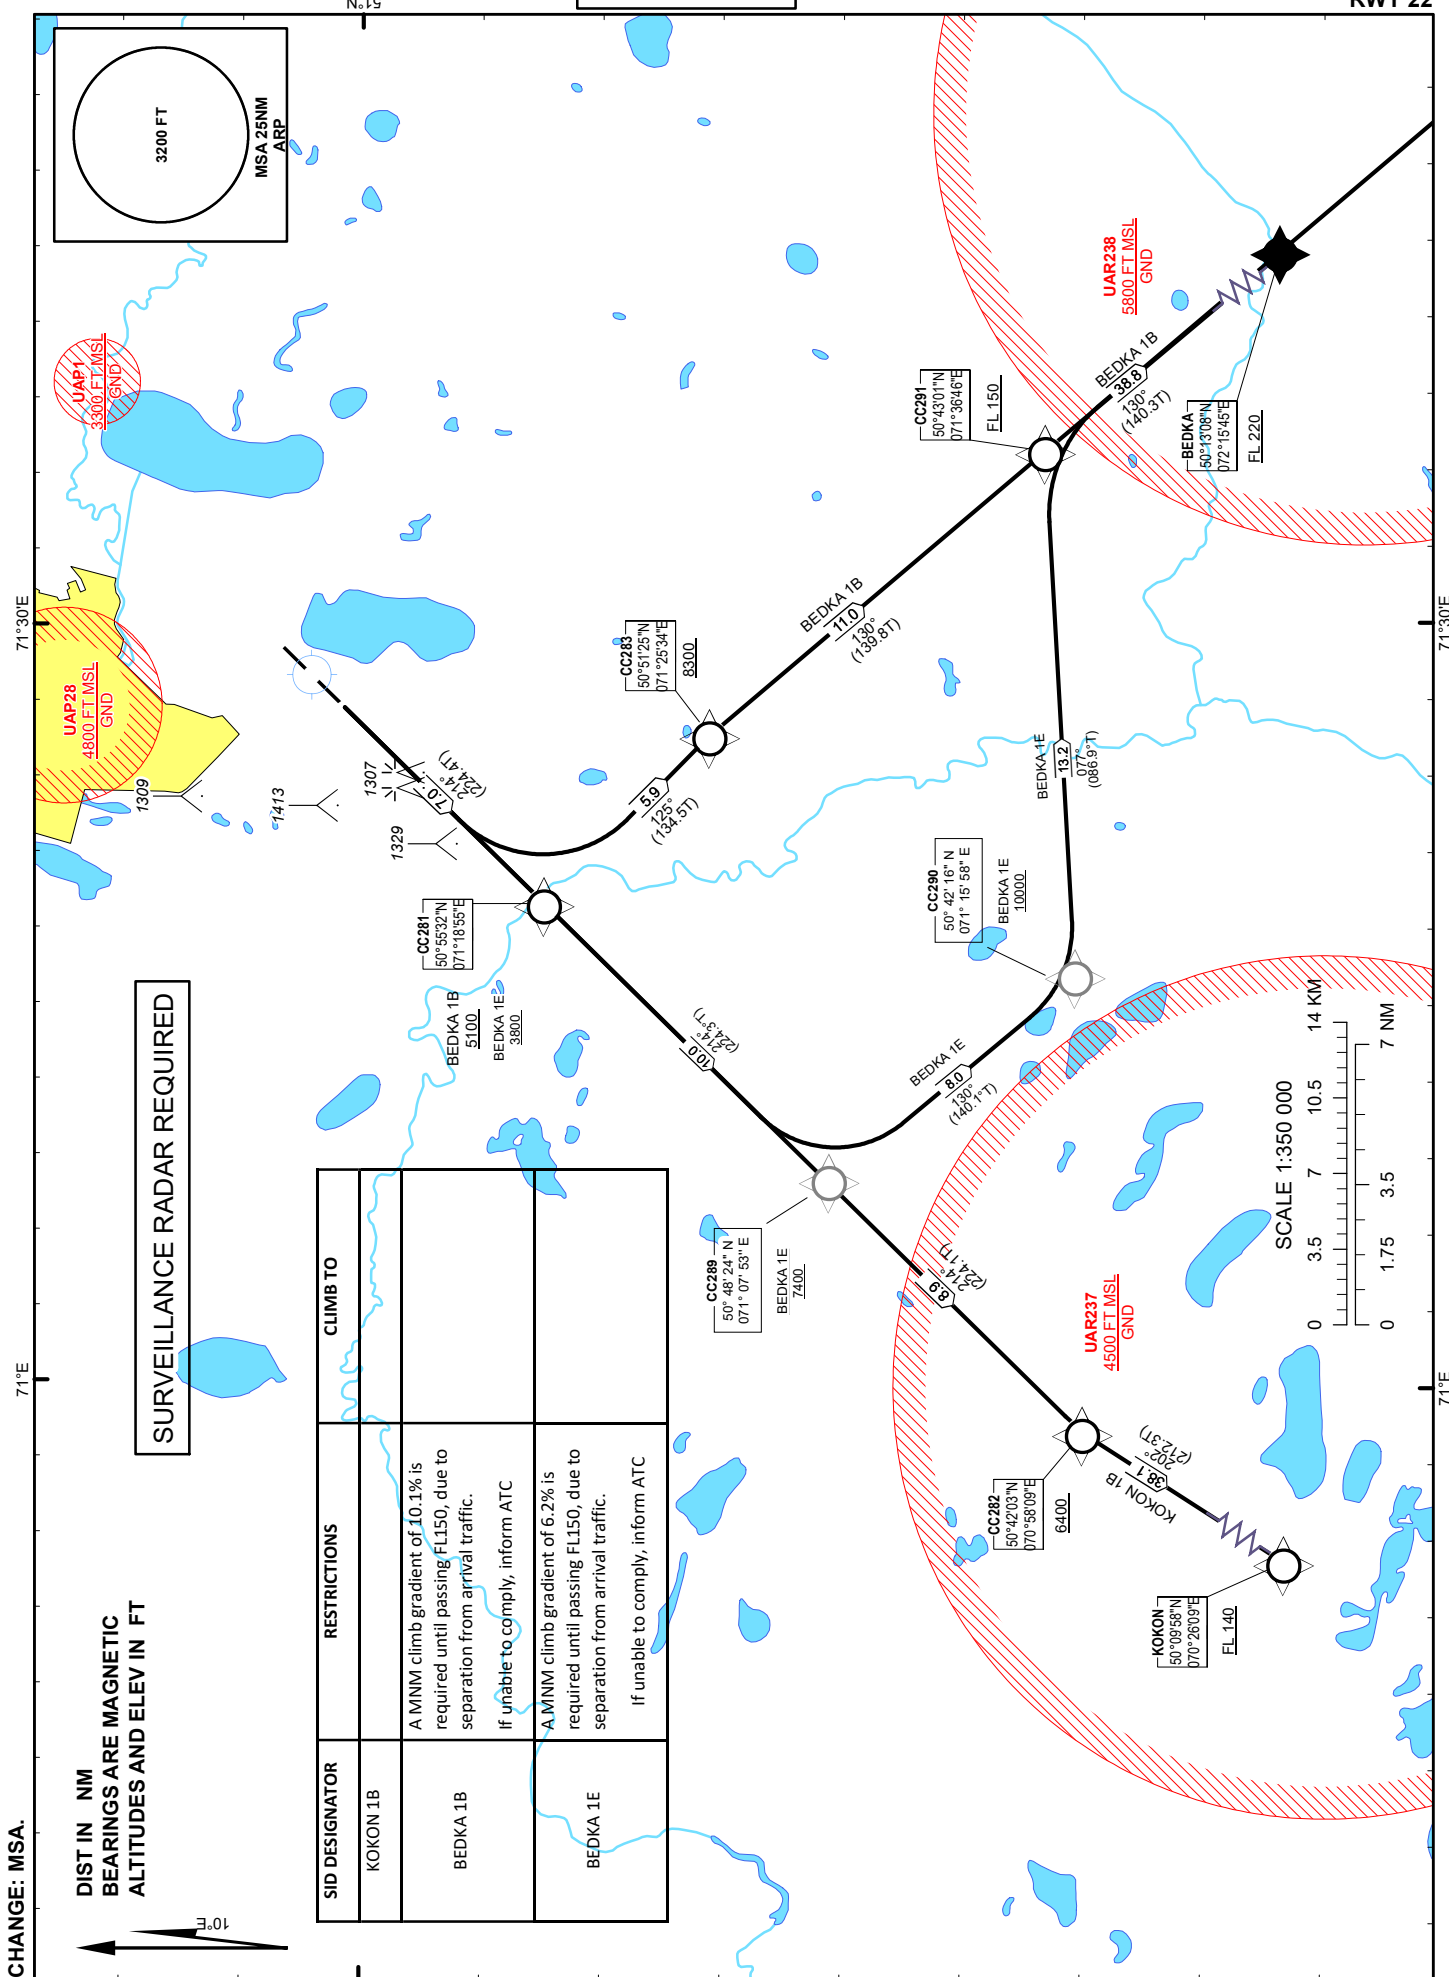 CHANGE: MSA.
DIST IN NM
BEARINGS ARE MAGNETIC
ALTITUDES AND ELEV IN FT
10°E
SURVEILLANCE RADAR REQUIRED
SID DESIGNATOR
RESTRICTIONS
CLIMB TO
KOKON 1B
BEDKA 1B
A MNM climb gradient of 10.1% is
required until passing FL150, due to
separation from arrival traffic.
If unable to comply, inform ATC
BEDKA 1E
A MNM climb gradient of 6.2% is
required until passing FL150, due to
separation from arrival traffic.
If unable to comply, inform ATC
71°E
71°30'E
51°N
RWY 22
3200 FT
MSA 25NM
ARP
UAP1
3300 FT MSL
GND
UAP28
4800 FT MSL
GND
1309
1413
1307
1329
7.0
214°
(224.4T)
CC281
50°55'32"N
071°18'55"E
BEDKA 1B
5100
BEDKA 1E
3800
5.9
125°
(134.5T)
CC283
50°51'25"N
071°25'34"E
8300
BEDKA 1B
11.0
130°
(139.8T)
CC291
50°43'01"N
071°36'46"E
FL 150
UAR238
5800 FT MSL
GND
BEDKA 1B
38.8
130°
(140.3T)
BEDKA
50°13'08"N
072°15'45"E
FL 220
10.0
214°
(224.3°T)
CC289
50° 48' 24" N
071° 07' 53" E
BEDKA 1E
7400
BEDKA 1E
8.0
130°
(140.1°T)
CC290
50° 42' 16" N
071° 15' 58" E
BEDKA 1E
10000
BEDKA 1E
13.2
077°
(086.9°T)
8.9
214°
(224.1T)
UAR237
4500 FT MSL
GND
CC282
50°42'03"N
070°58'09"E
6400
KOKON 1B
38.1
202°
(212.3T)
KOKON
50°09'58"N
070°26'09"E
FL 140
SCALE 1:350 000
0 3.5 7 10.5 14 KM
0 1.75 3.5 7 NM
71°E
71°30'E